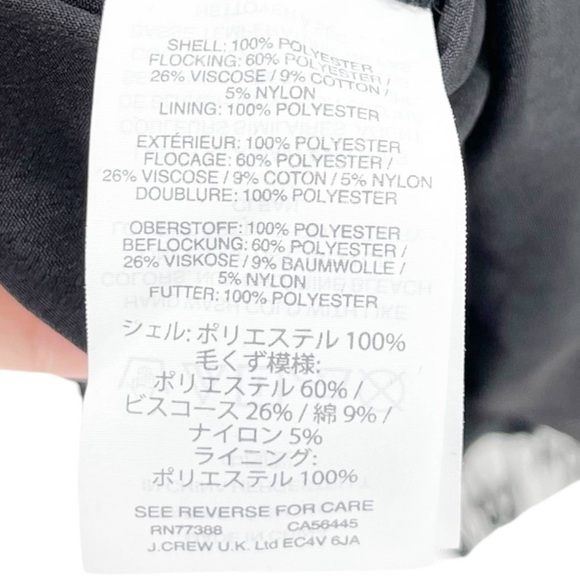 SHELL: 100% POLYESTER
FLOCKING: 60% POLYESTER /
26% VISCOSE / 9% COTTON /
5% NYLON
LINING: 100% POLYESTER
EXTÉRIEUR: 100% POLYESTER
FLOCAGE: 60% POLYESTER /
26% VISCOSE / 9% COTON / 5% NYLON
DOUBLURE: 100% POLYESTER
OBERSTOFF: 100% POLYESTER
BEFLOCKUNG: 60% POLYESTER /
26% VISKOSE / 9% BAUMWOLLE /
5% NYLON
FUTTER: 100% POLYESTER
シェル: ポリエステル 100%
毛くず模様:
ポリエステル 60% /
ビスコース 26% / 綿 9% /
ナイロン 5%
ライニング:
ポリエステル 100%
SEE REVERSE FOR CARE
RN77388 CA56445
J.CREW U.K. Ltd EC4V 6JA